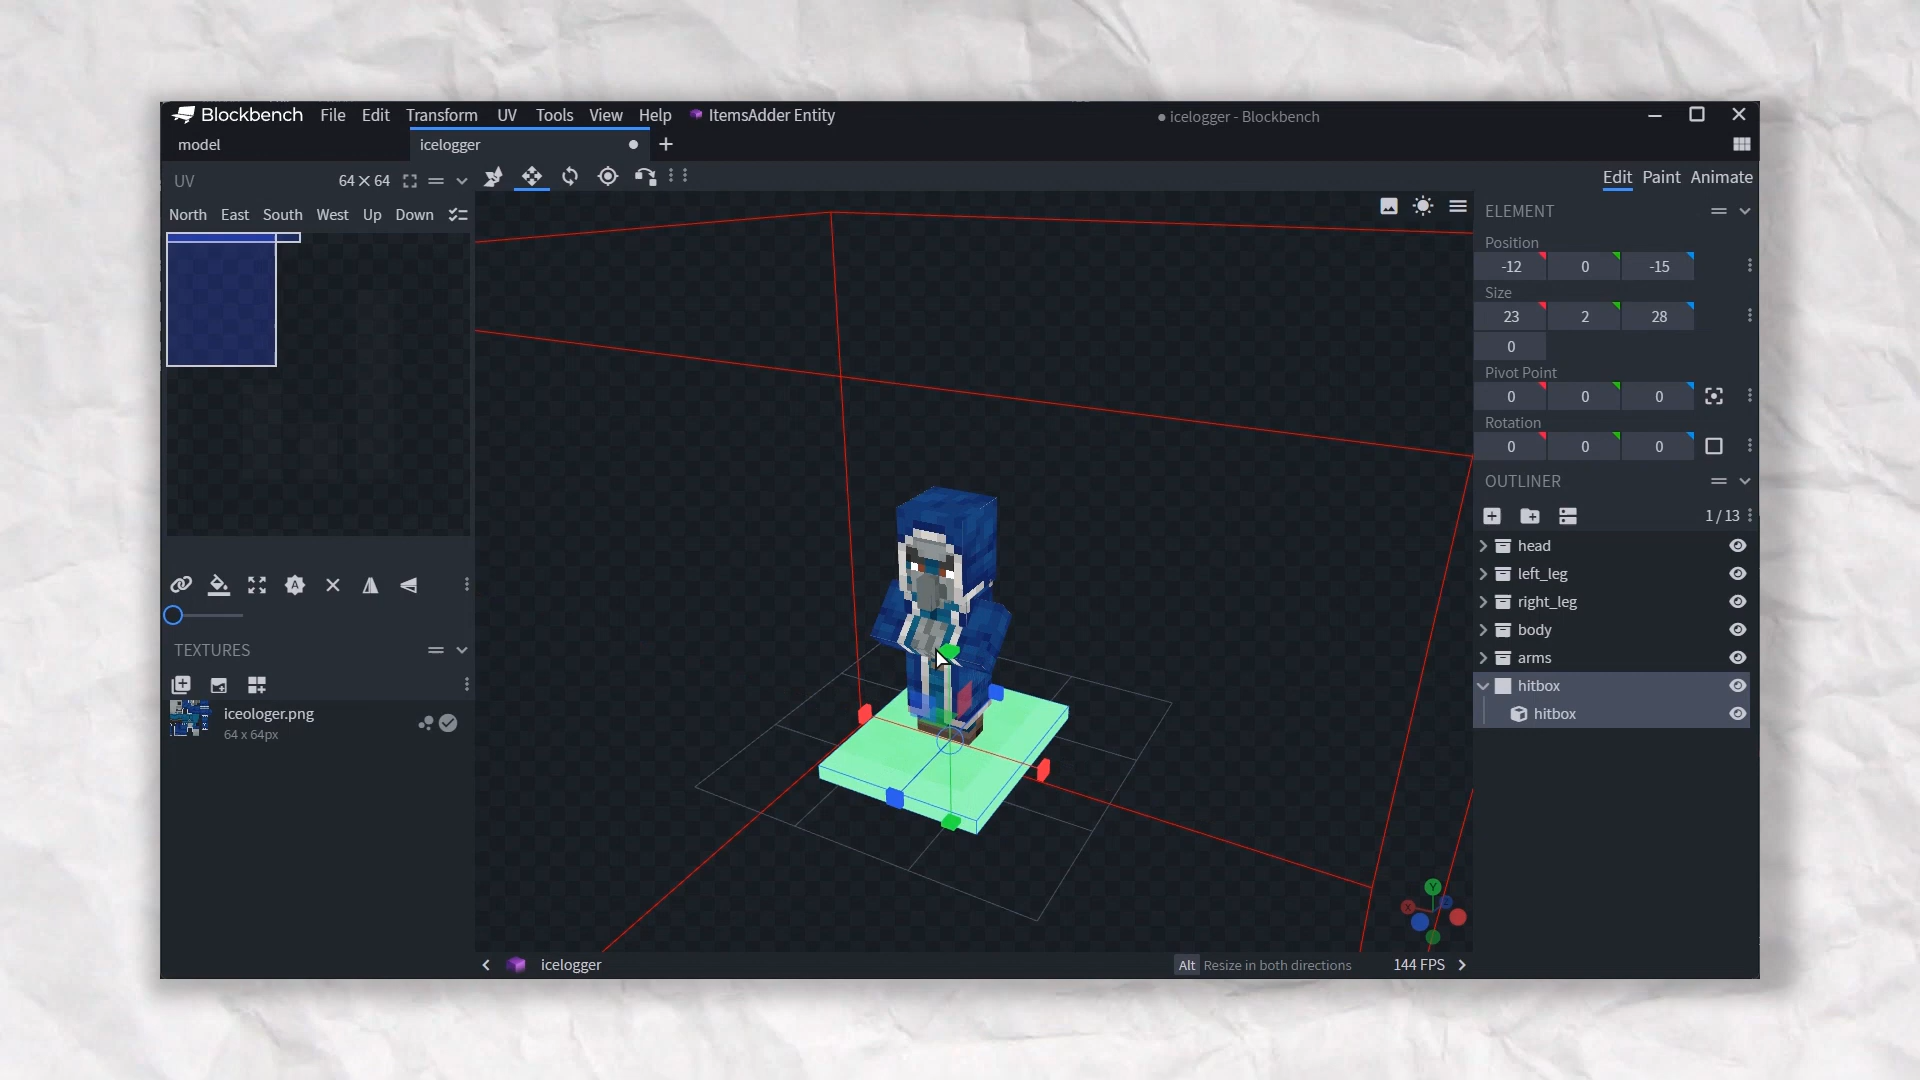 Blockbench File Edit Transform UV Tools View Help ItemsAdder Entity
icelogger - Blockbench
model icelogger
UV 64×64
North East South West Up Down
Edit Paint Animate
ELEMENT
Position
-12 0 -15
Size
23 2 28
0
Pivot Point
0 0 0
Rotation
0 0 0
OUTLINER
1/13
head
left_leg
right_leg
body
arms
hitbox
hitbox
TEXTURES
iceologer.png
64 x 64px
Y
X
Z
icelogger
Alt Resize in both directions 144 FPS